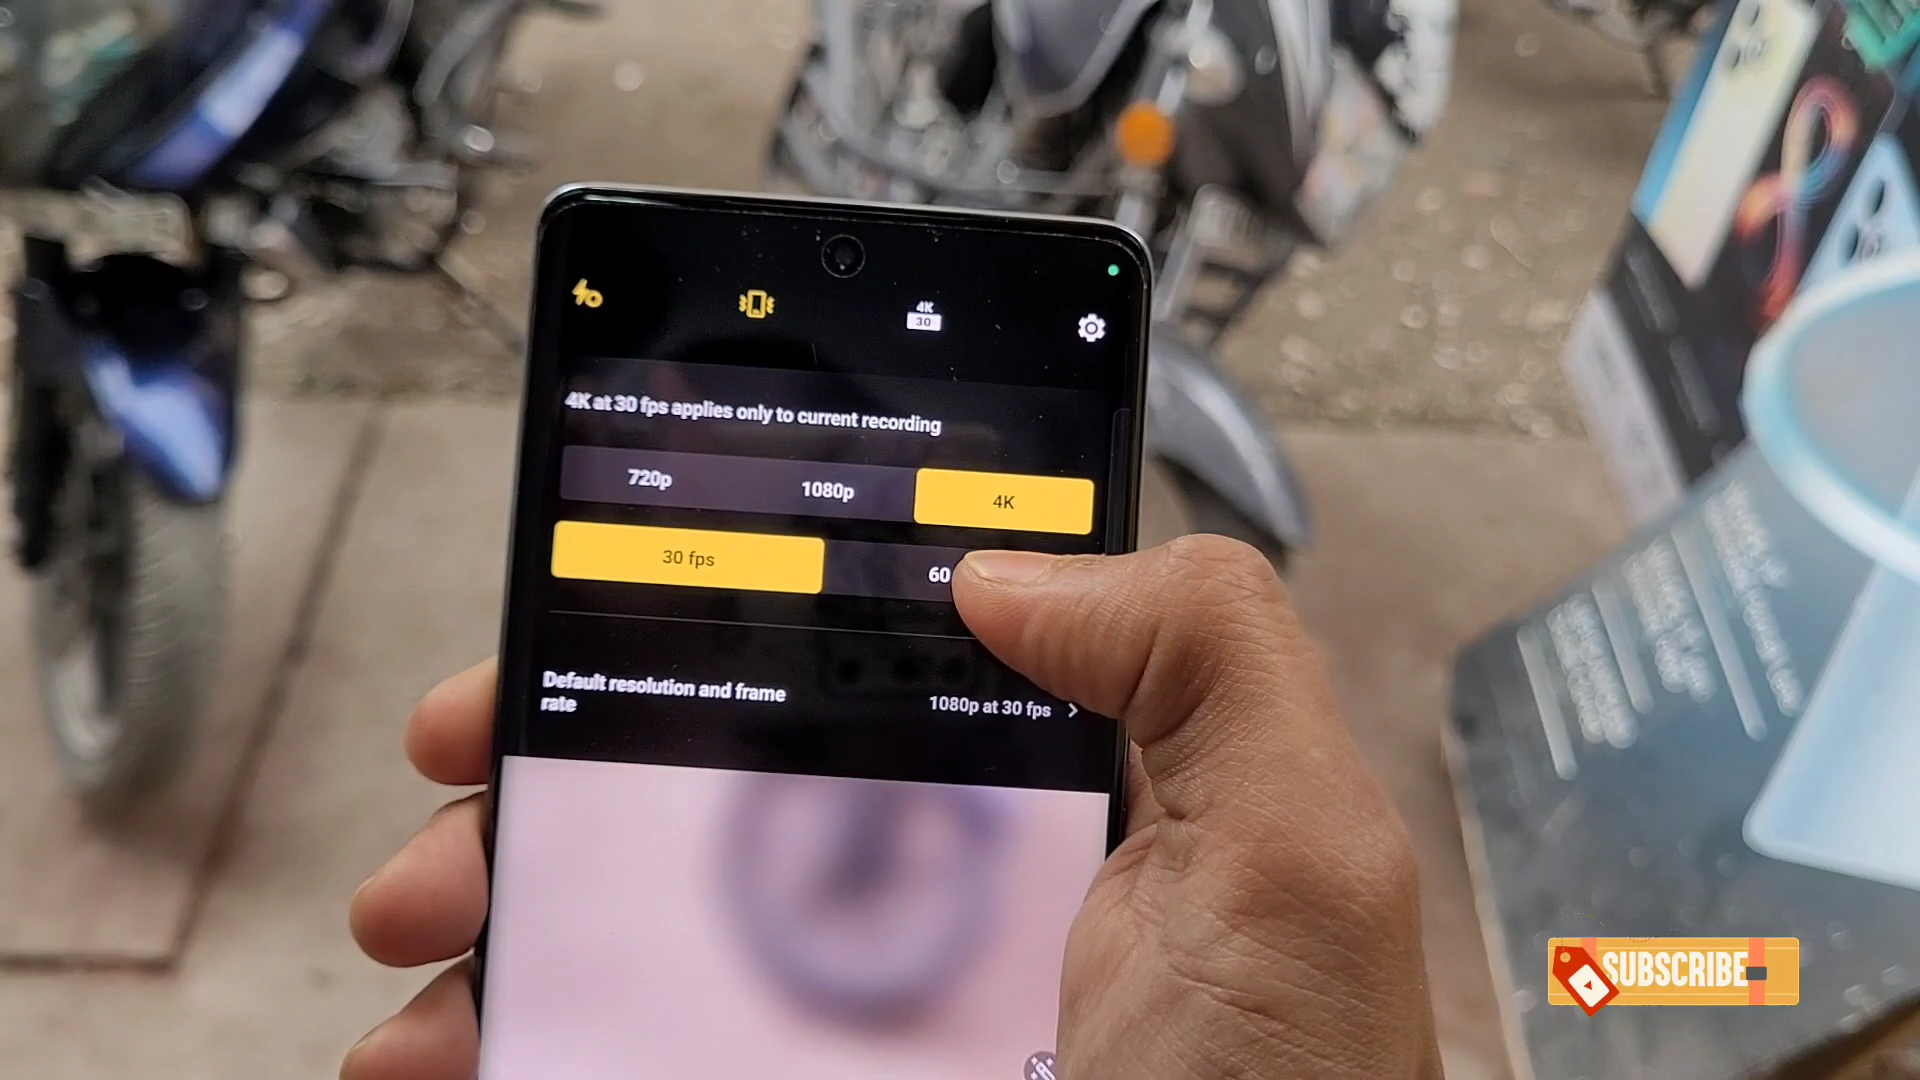 4K
30
4K at 30 fps applies only to current recording
720p
1080p
4K
30 fps
60
Default resolution and frame
rate
1080p at 30 fps
SUBSCRIBE